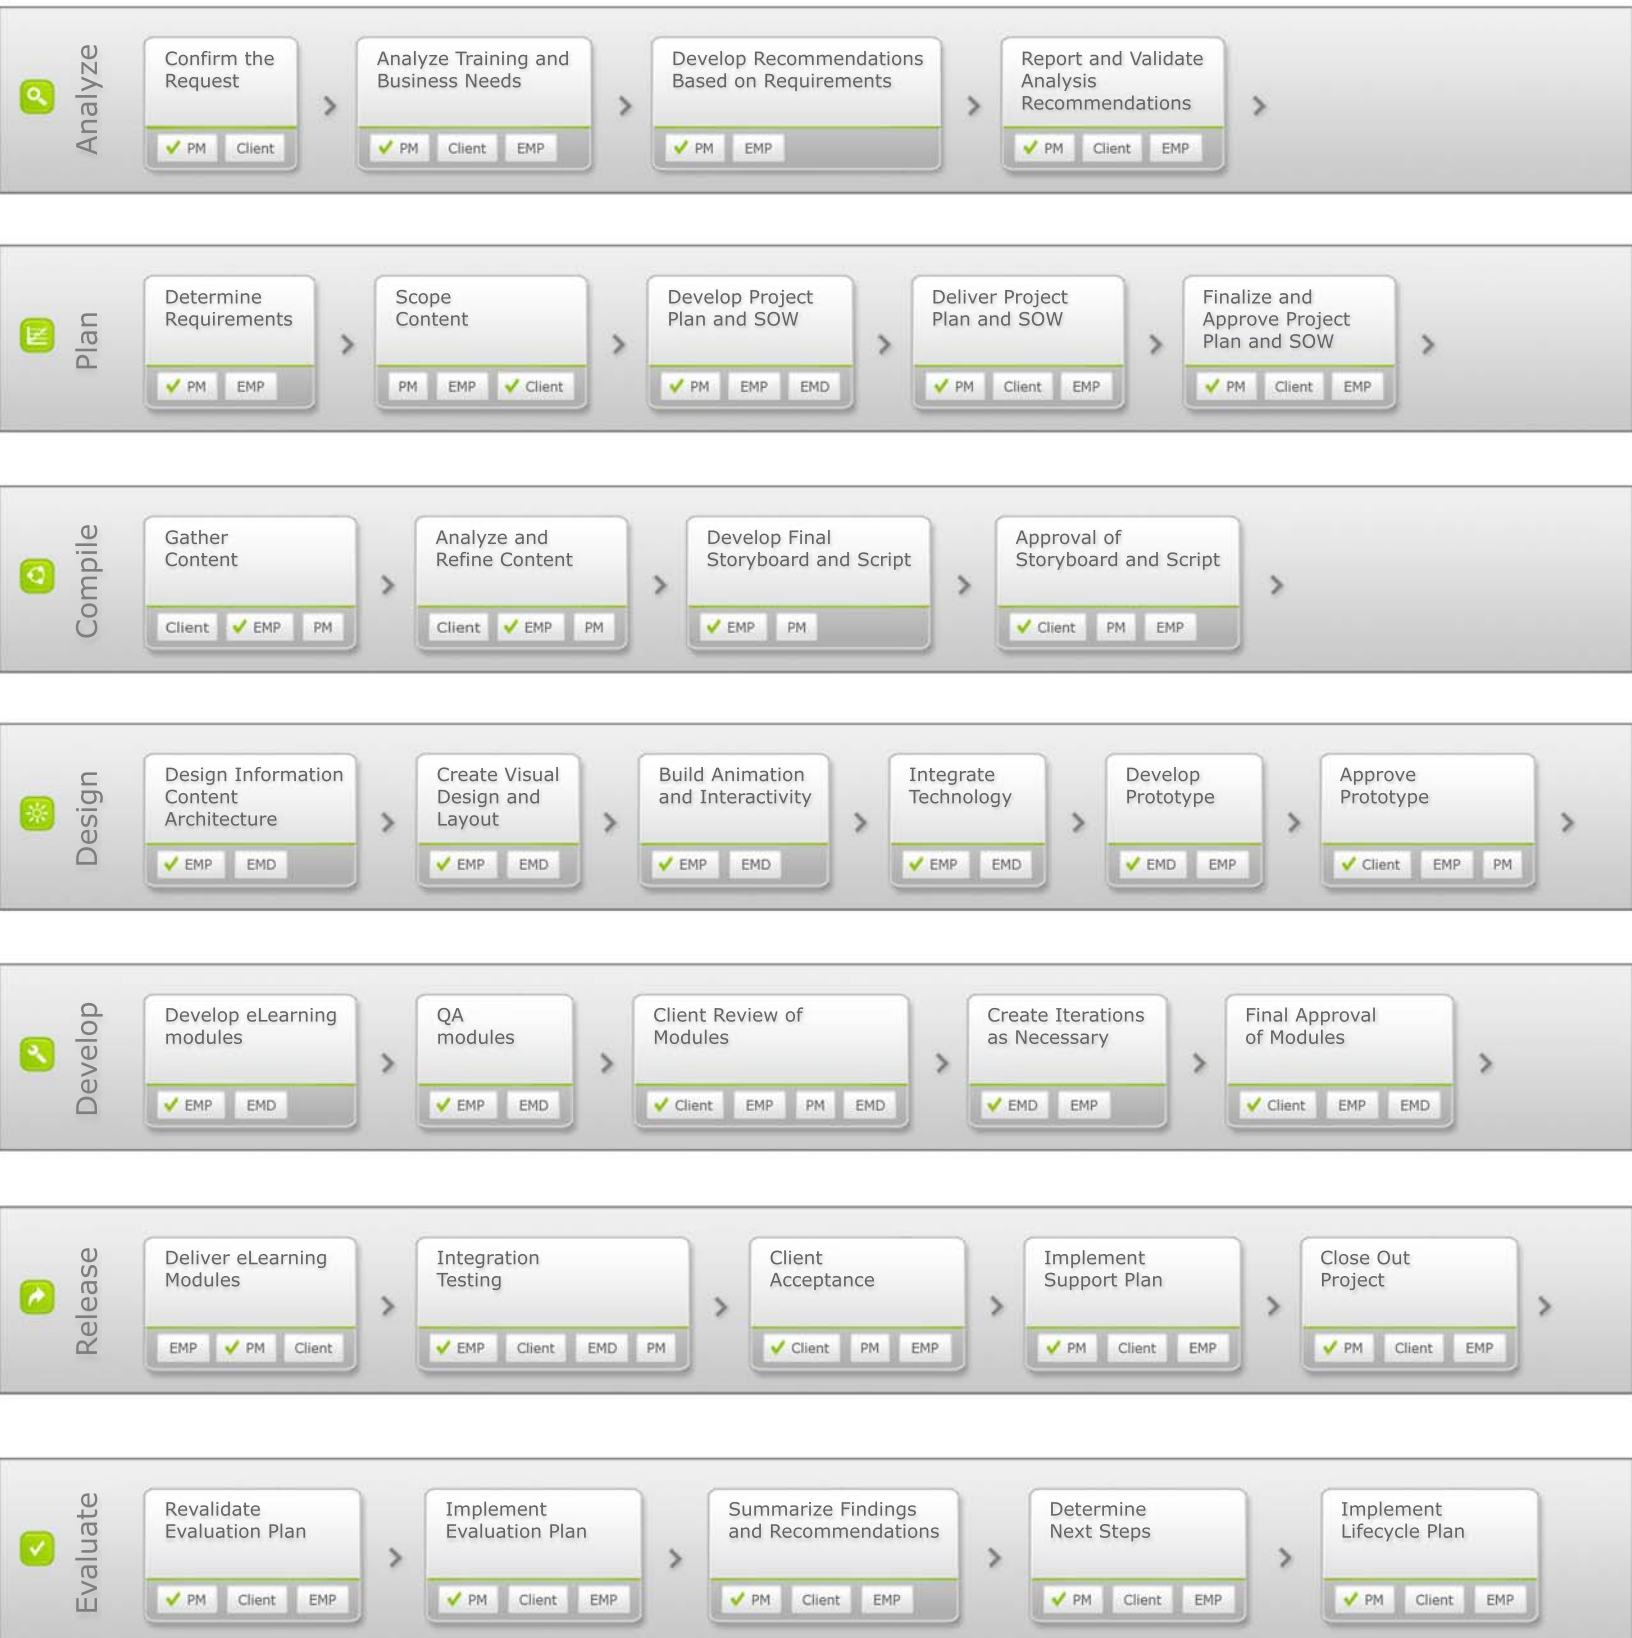 Analyze
Confirm the
Request
PM Client
Analyze Training and
Business Needs
PM Client EMP
Develop Recommendations
Based on Requirements
PM EMP
Report and Validate
Analysis
Recommendations
PM Client EMP
Plan
Determine
Requirements
PM EMP
Scope
Content
PM EMP Client
Develop Project
Plan and SOW
PM EMP EMD
Deliver Project
Plan and SOW
PM Client EMP
Finalize and
Approve Project
Plan and SOW
PM Client EMP
Compile
Gather
Content
Client EMP PM
Analyze and
Refine Content
Client EMP PM
Develop Final
Storyboard and Script
EMP PM
Approval of
Storyboard and Script
Client PM EMP
Design
Design Information
Content
Architecture
EMP EMD
Create Visual
Design and
Layout
EMP EMD
Build Animation
and Interactivity
EMP EMD
Integrate
Technology
EMP EMD
Develop
Prototype
EMD EMP
Approve
Prototype
Client EMP PM
Develop
Develop eLearning
modules
EMP EMD
QA
modules
EMP EMD
Client Review of
Modules
Client EMP PM EMD
Create Iterations
as Necessary
EMD EMP
Final Approval
of Modules
Client EMP EMD
Release
Deliver eLearning
Modules
EMP PM Client
Integration
Testing
EMP Client EMD PM
Client
Acceptance
Client PM EMP
Implement
Support Plan
PM Client EMP
Close Out
Project
PM Client EMP
Evaluate
Revalidate
Evaluation Plan
PM Client EMP
Implement
Evaluation Plan
PM Client EMP
Summarize Findings
and Recommendations
PM Client EMP
Determine
Next Steps
PM Client EMP
Implement
Lifecycle Plan
PM Client EMP